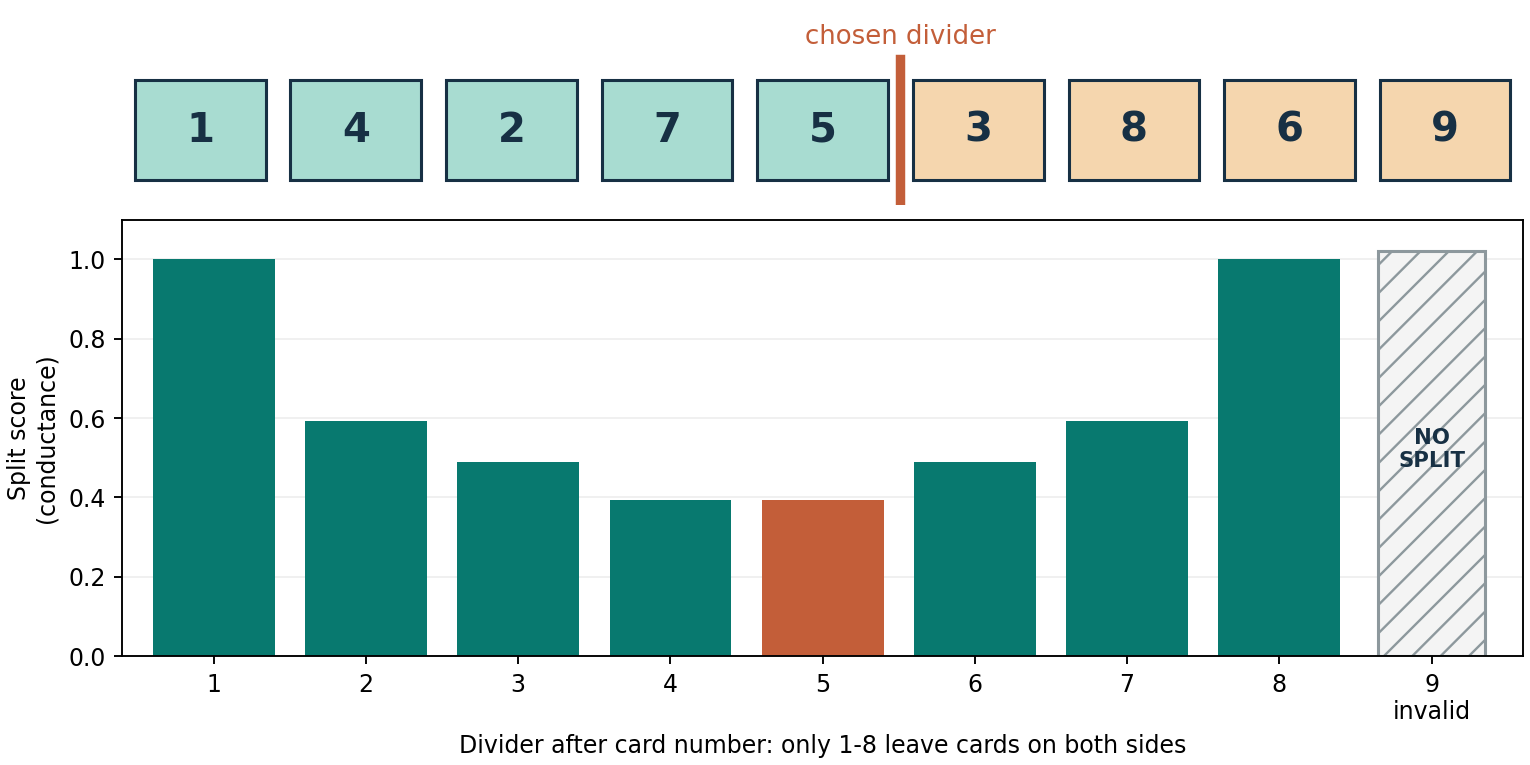 chosen divider
1 4 2 7 5 3 8 6 9
1.0
0.8
0.6
0.4
0.2
0.0
Split score
(conductance)
NO
SPLIT
1 2 3 4 5 6 7 8 9
invalid
Divider after card number: only 1-8 leave cards on both sides